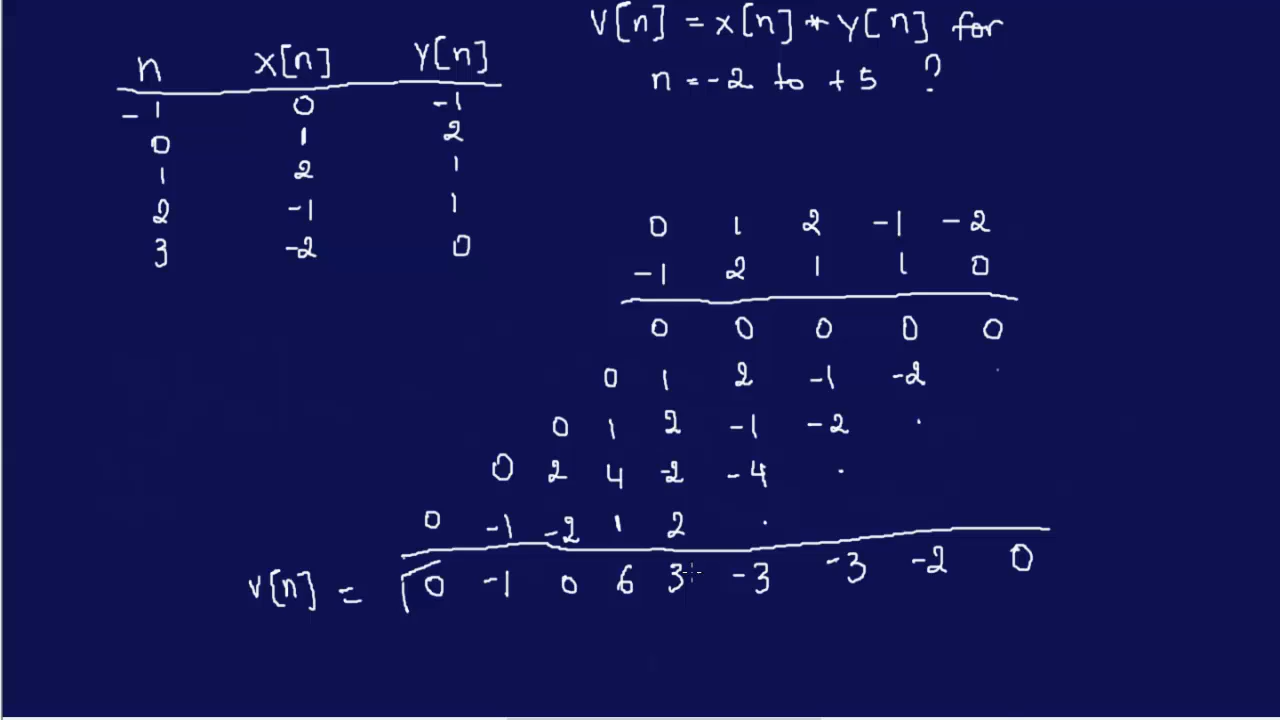 V[n] = x[n] * Y[n] for
n = -2 to + 5 ?
n x[n] Y[n]
-1 0 -1
0 1 2
1 2 1
2 -1 1
3 -2 0
0 1 2 -1 -2
-1 2 1 1 0
0 0 0 0 0
0 1 2 -1 -2 .
0 1 2 -1 -2 .
0 2 4 -2 -4 .
0 -1 -2 1 2 .
V[n] = [0 -1 0 6 3 -3 -3 -2 0